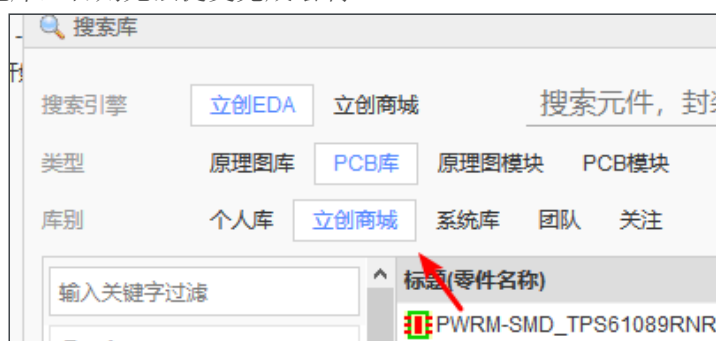 搜索库
搜索引擎 立创EDA 立创商城 搜索元件，封
类型 原理图库 PCB库 原理图模块 PCB模块
库别 个人库 立创商城 系统库 团队 关注
输入关键字过滤 标题(零件名称)
PWRM-SMD_TPS61089RNR